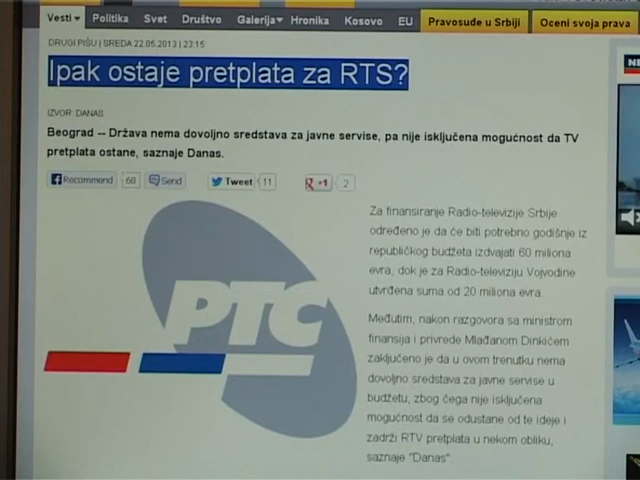 Vesti Politika Svet Društvo Galerija Hronika Kosovo EU Pravosuđe u Srbiji Oceni svoja prava
DRUGI PIŠU | SREDA 22.05.2013 | 23:15
Ipak ostaje pretplata za RTS?
IZVOR: DANAS
Beograd -- Država nema dovoljno sredstava za javne servise, pa nije isključena mogućnost da TV
pretplata ostane, saznaje Danas.
Recommend 68 Send Tweet 11 +1 2
Za finansiranje Radio-televizije Srbije
određeno je da će biti potrebno godišnje iz
republičkog budžeta izdvajati 60 miliona
evra, dok je za Radio-televiziju Vojvodine
utvrđena suma od 20 miliona evra.
РТС
Međutim, nakon razgovora sa ministrom
finansija i privrede Mlađanom Dinkićem
zaključeno je da u ovom trenutku nema
dovoljno sredstava za javne servise u
budžetu, zbog čega nije isključena
mogućnost da se odustane od te ideje i
zadrži RTV pretplata u nekom obliku,
saznaje "Danas".